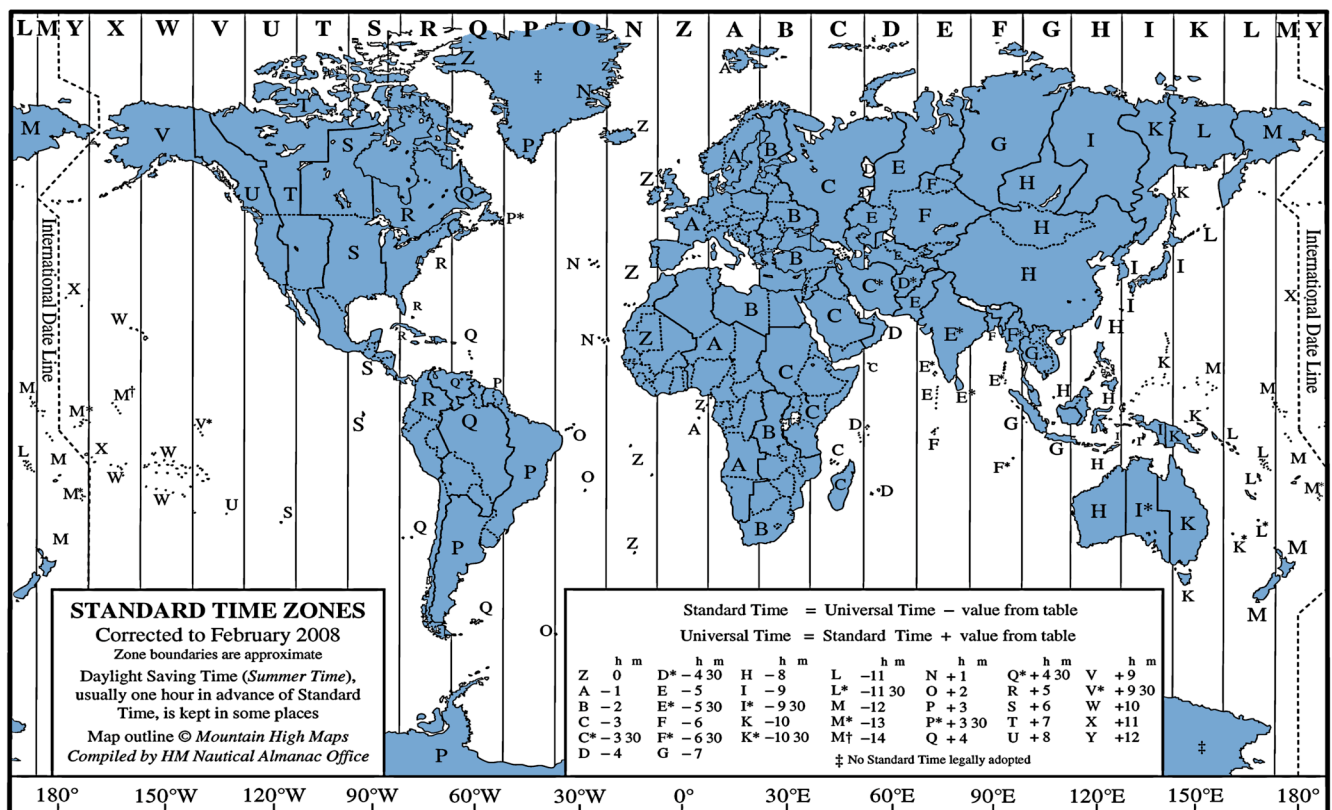 L M Y X W V U T S R Q P O N Z A B C D E F G H I K L M Y
Z A
‡
T T N
M V S P Z A B C E G I K L M
Z D
U T R Q C E F H K
P* A B E F H L
International Date Line
S R N Z B D E H I I
International Date Line
X C* D* E I X
W R B C D E* H
N Z A F F* G K
R Q C E* E* M
S Q* P E M
M M† R Z C E E* H H M
M* S Q A D K
V* O B F G I I K L
L M X W W P Z A C F* G H L M
M* W U S O C D H I* K L M*
M Q P Z B K* L* M
Q O K M
STANDARD TIME ZONES
Corrected to February 2008
Zone boundaries are approximate
Daylight Saving Time (Summer Time),
usually one hour in advance of Standard
Time, is kept in some places
Map outline © Mountain High Maps
Compiled by HM Nautical Almanac Office
P
Standard Time = Universal Time − value from table
Universal Time = Standard Time + value from table
h m h m h m h m h m h m h m
Z 0 D* − 4 30 H − 8 L −11 N + 1 Q* + 4 30 V + 9
A − 1 E − 5 I − 9 L* −11 30 O + 2 R + 5 V* + 9 30
B − 2 E* − 5 30 I* − 9 30 M −12 P + 3 S + 6 W +10
C − 3 F − 6 K −10 M* −13 P* + 3 30 T + 7 X +11
C* − 3 30 F* − 6 30 K* −10 30 M† −14 Q + 4 U + 8 Y +12
D − 4 G − 7 ‡ No Standard Time legally adopted
‡
180° 150°W 120°W 90°W 60°W 30°W 0° 30°E 60°E 90°E 120°E 150°E 180°